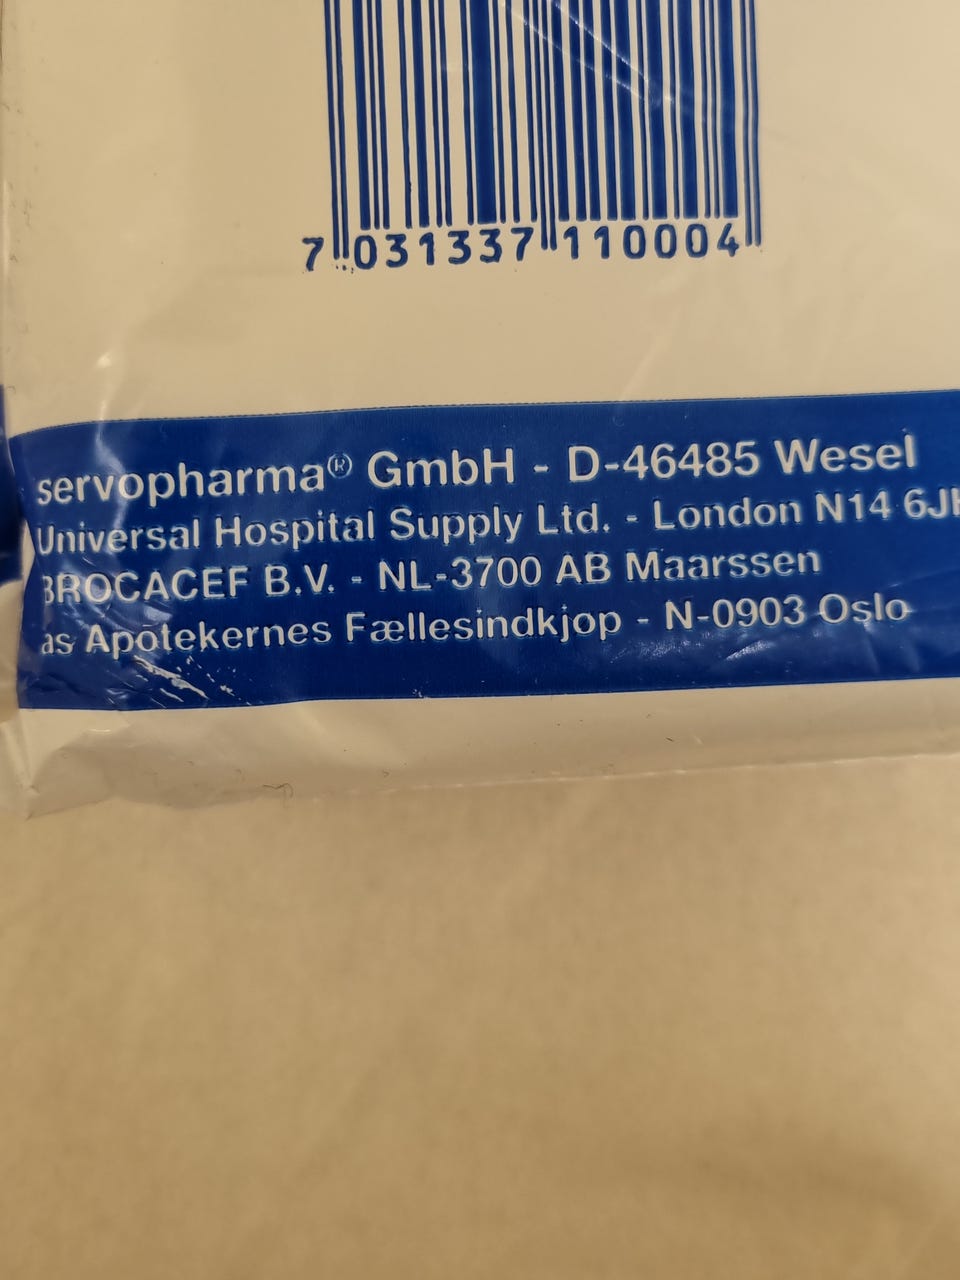 7 031337 110004
servopharma® GmbH - D-46485 Wesel
Universal Hospital Supply Ltd. - London N14
BROCACEF B.V. - NL-3700 AB Maarssen
as Apotekernes Fællesindkjøp - N-0903 Oslo